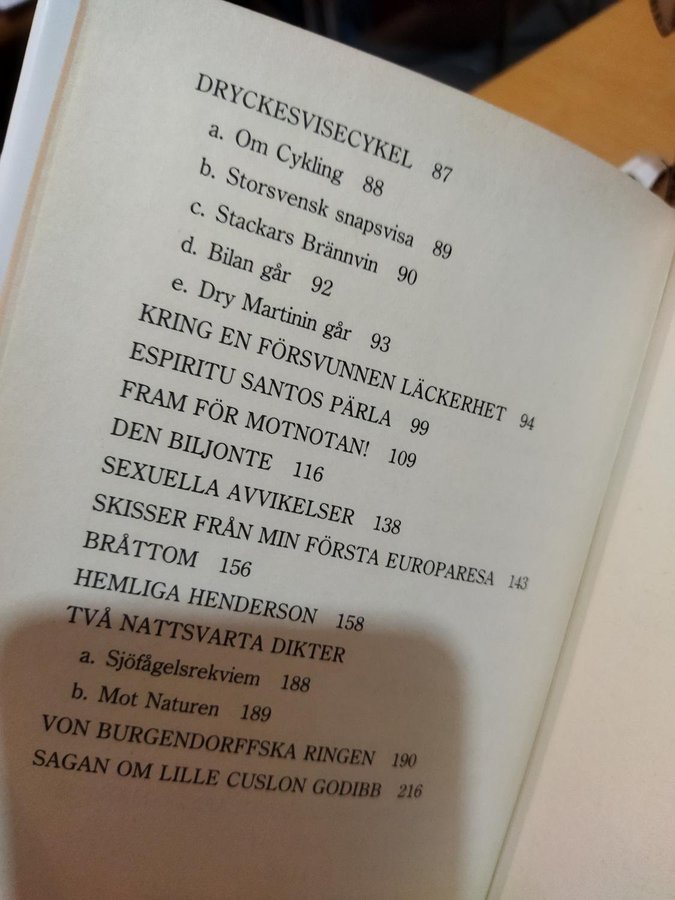 DRYCKESVISECYKEL 87
a. Om Cykling 88
b. Storsvensk snapsvisa 89
c. Stackars Brännvin 90
d. Bilan går 92
e. Dry Martinin går 93
KRING EN FÖRSVUNNEN LÄCKERHET 94
ESPIRITU SANTOS PÄRLA 99
FRAM FÖR MOTNOTAN! 109
DEN BILJONTE 116
SEXUELLA AVVIKELSER 138
SKISSER FRÅN MIN FÖRSTA EUROPARESA 143
BRÅTTOM 156
HEMLIGA HENDERSON 158
TVÅ NATTSVARTA DIKTER
a. Sjöfågelsrekviem 188
b. Mot Naturen 189
VON BURGENDORFFSKA RINGEN 190
SAGAN OM LILLE CUSLON GODIBB 216